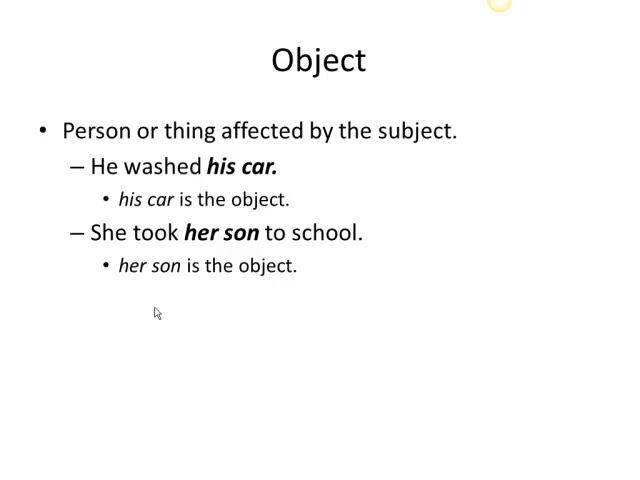 Object
• Person or thing affected by the subject.
– He washed his car.
• his car is the object.
– She took her son to school.
• her son is the object.